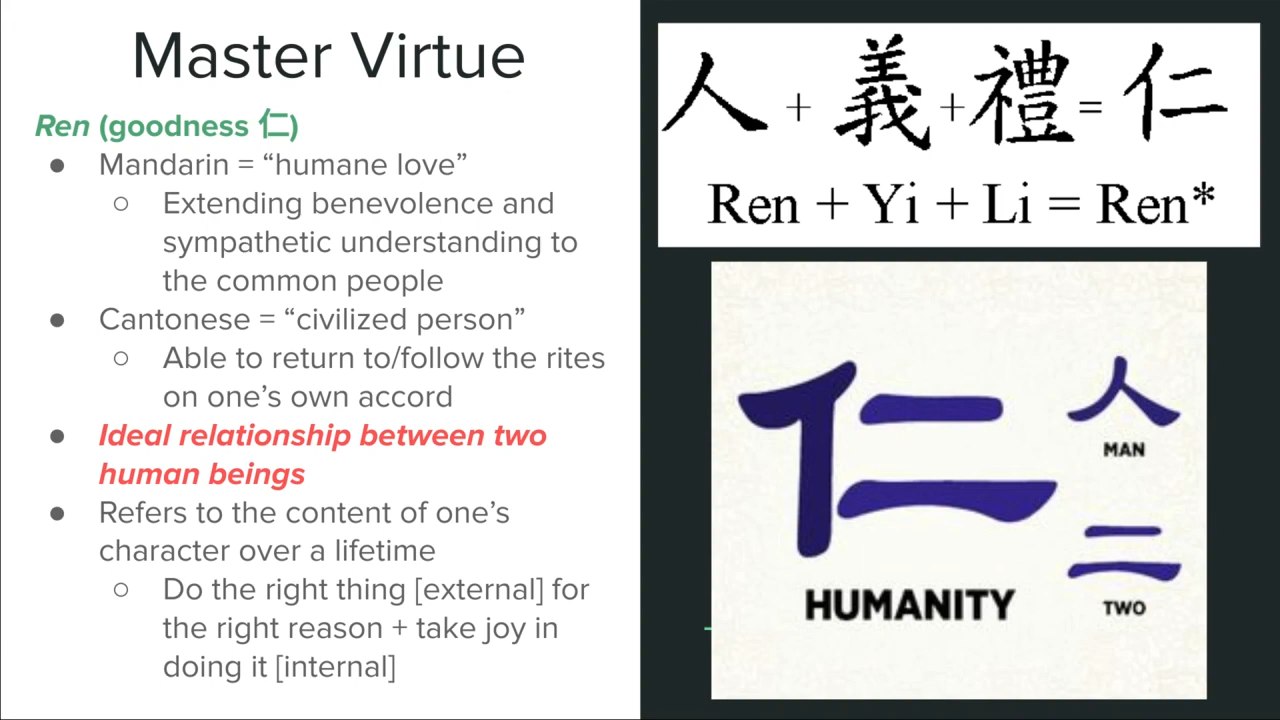 Master Virtue
Ren (goodness 仁)
● Mandarin = “humane love”
○ Extending benevolence and
sympathetic understanding to
the common people
● Cantonese = “civilized person”
○ Able to return to/follow the rites
on one’s own accord
● Ideal relationship between two
human beings
● Refers to the content of one’s
character over a lifetime
○ Do the right thing [external] for
the right reason + take joy in
doing it [internal]
人 + 義 + 禮 = 仁
Ren + Yi + Li = Ren*
仁
HUMANITY
人
MAN
二
TWO